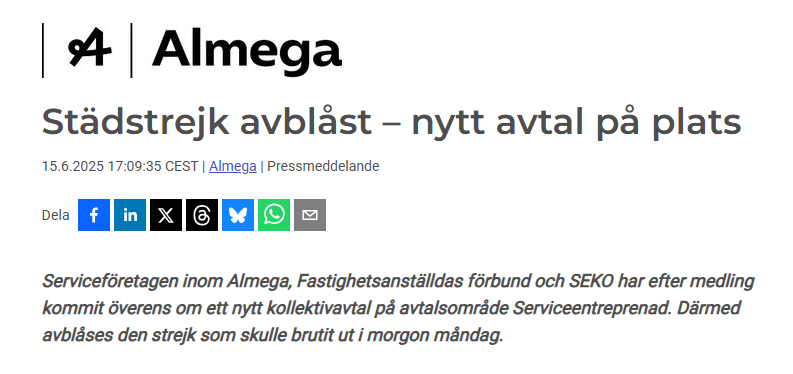 Almega
Städstrejk avblåst – nytt avtal på plats
15.6.2025 17:09:35 CEST | Almega | Pressmeddelande
Dela
Serviceföretagen inom Almega, Fastighetsanställdas förbund och SEKO har efter medling
kommit överens om ett nytt kollektivavtal på avtalsområde Serviceentreprenad. Därmed
avblåses den strejk som skulle brutit ut i morgon måndag.